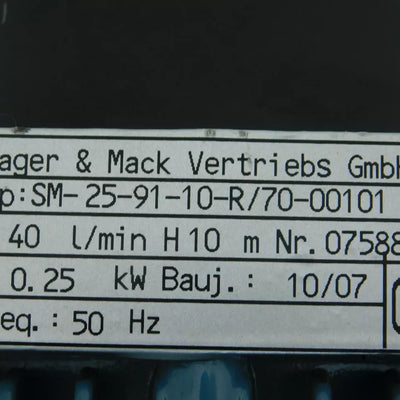 ager & Mack Vertriebs Gmb
p:SM-25-91-10-R/70-00101
40 l/min H 10 m Nr. 07588
0.25 kW Bauj.: 10/07
eq.: 50 Hz